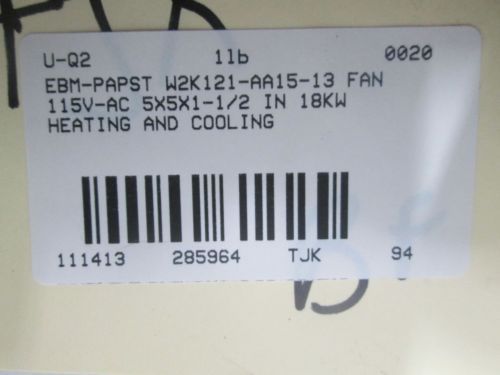 U-Q2 1lb 0020
EBM-PAPST W2K121-AA15-13 FAN
115V-AC 5X5X1-1/2 IN 18KW
HEATING AND COOLING
111413 285964 TJK 94